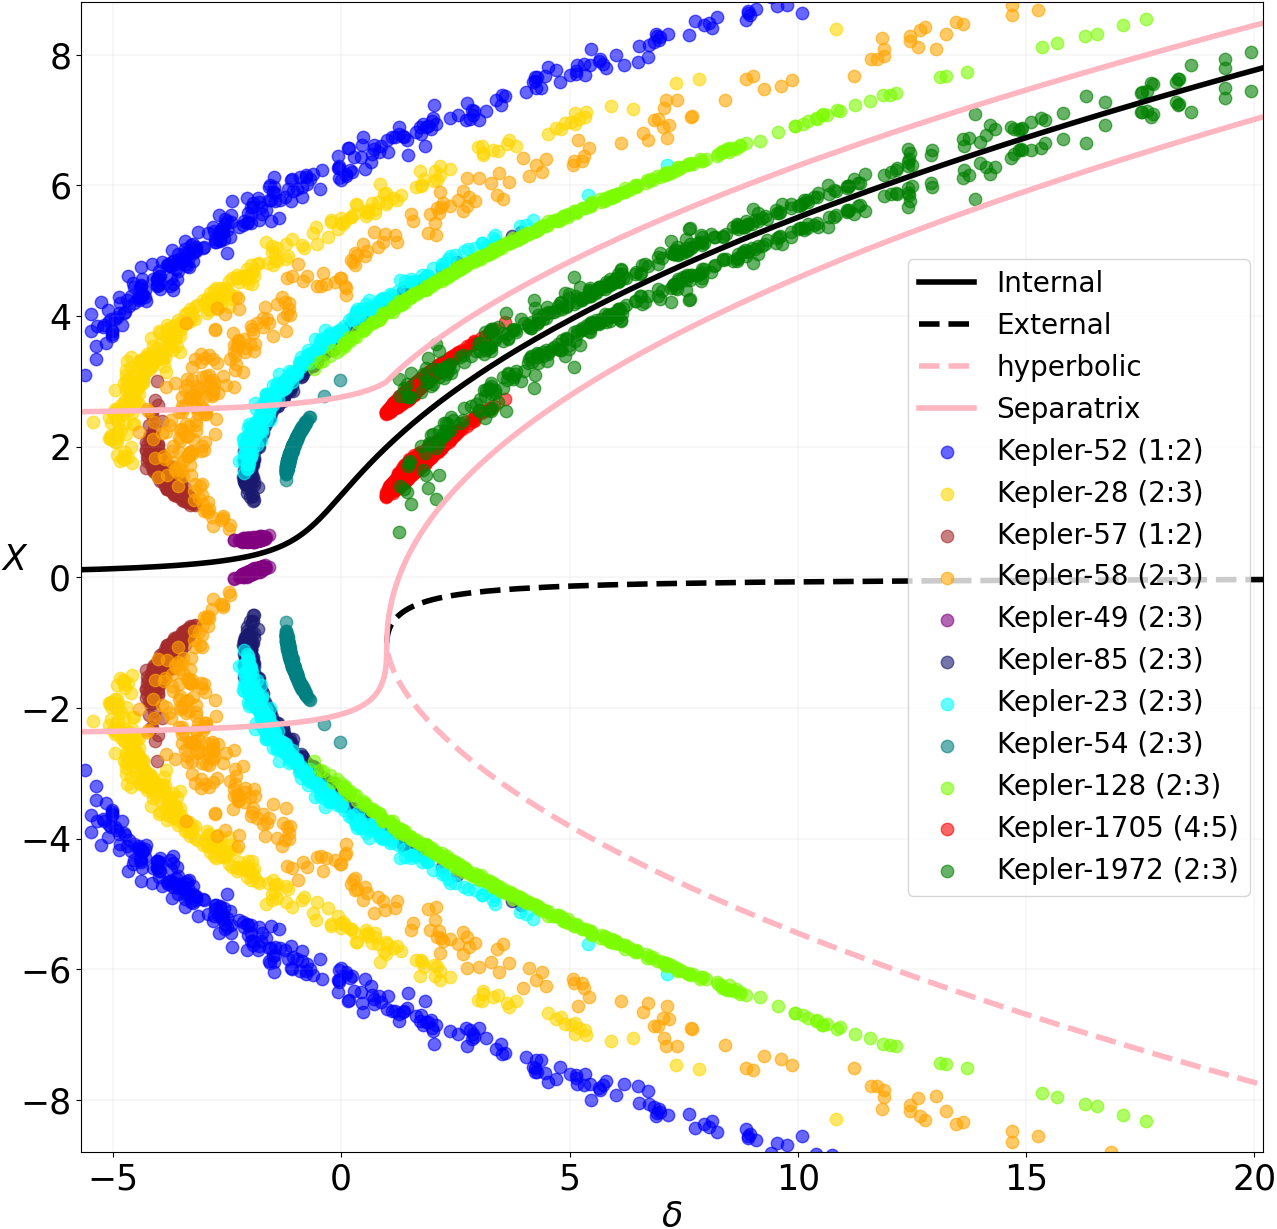 8
6
4
2
X
0
−2
−4
−6
−8
Internal
External
hyperbolic
Separatrix
Kepler-52 (1:2)
Kepler-28 (2:3)
Kepler-57 (1:2)
Kepler-58 (2:3)
Kepler-49 (2:3)
Kepler-85 (2:3)
Kepler-23 (2:3)
Kepler-54 (2:3)
Kepler-128 (2:3)
Kepler-1705 (4:5)
Kepler-1972 (2:3)
−5 0 5 10 15 20
δ